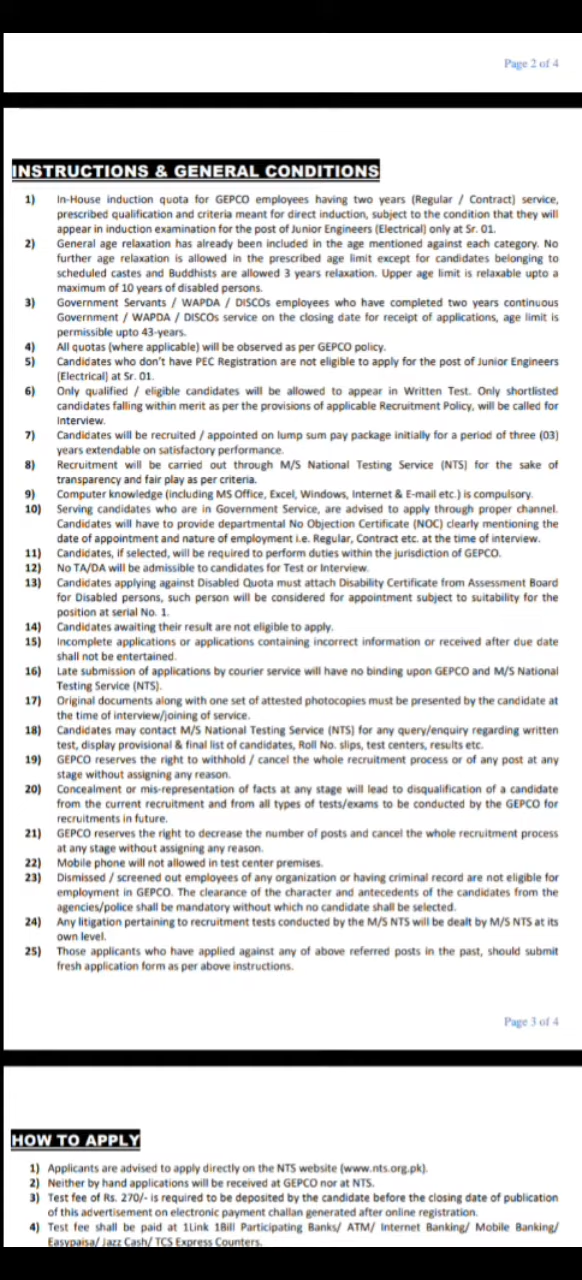 Page 2 of 4
INSTRUCTIONS & GENERAL CONDITIONS
1) In-House induction quota for GEPCO employees having two years (Regular / Contract) service,
prescribed qualification and criteria meant for direct induction, subject to the condition that they will
appear in induction examination for the post of Junior Engineers (Electrical) only at Sr. 01.
2) General age relaxation has already been included in the age mentioned against each category. No
further age relaxation is allowed in the prescribed age limit except for candidates belonging to
scheduled castes and Buddhists are allowed 3 years relaxation. Upper age limit is relaxable upto a
maximum of 10 years of disabled persons.
3) Government Servants / WAPDA / DISCOs employees who have completed two years continuous
Government / WAPDA / DISCOs service on the closing date for receipt of applications, age limit is
permissible upto 43-years.
4) All quotas (where applicable) will be observed as per GEPCO policy.
5) Candidates who don't have PEC Registration are not eligible to apply for the post of Junior Engineers
(Electrical) at Sr. 01.
6) Only qualified / eligible candidates will be allowed to appear in Written Test. Only shortlisted
candidates falling within merit as per the provisions of applicable Recruitment Policy, will be called for
Interview.
7) Candidates will be recruited / appointed on lump sum pay package initially for a period of three (03)
years extendable on satisfactory performance.
8) Recruitment will be carried out through M/S National Testing Service (NTS) for the sake of
transparency and fair play as per criteria.
9) Computer knowledge (including MS Office, Excel, Windows, Internet & E-mail etc.) is compulsory.
10) Serving candidates who are in Government Service, are advised to apply through proper channel.
Candidates will have to provide departmental No Objection Certificate (NOC) clearly mentioning the
date of appointment and nature of employment i.e. Regular, Contract etc. at the time of interview.
11) Candidates, if selected, will be required to perform duties within the jurisdiction of GEPCO.
12) No TA/DA will be admissible to candidates for Test or Interview.
13) Candidates applying against Disabled Quota must attach Disability Certificate from Assessment Board
for Disabled persons, such person will be considered for appointment subject to suitability for the
position at serial No. 1.
14) Candidates awaiting their result are not eligible to apply.
15) Incomplete applications or applications containing incorrect information or received after due date
shall not be entertained.
16) Late submission of applications by courier service will have no binding upon GEPCO and M/S National
Testing Service (NTS).
17) Original documents along with one set of attested photocopies must be presented by the candidate at
the time of interview/joining of service.
18) Candidates may contact M/S National Testing Service (NTS) for any query/enquiry regarding written
test, display provisional & final list of candidates, Roll No. slips, test centers, results etc.
19) GEPCO reserves the right to withhold / cancel the whole recruitment process or of any post at any
stage without assigning any reason.
20) Concealment or mis-representation of facts at any stage will lead to disqualification of a candidate
from the current recruitment and from all types of tests/exams to be conducted by the GEPCO for
recruitments in future.
21) GEPCO reserves the right to decrease the number of posts and cancel the whole recruitment process
at any stage without assigning any reason.
22) Mobile phone will not allowed in test center premises.
23) Dismissed / screened out employees of any organization or having criminal record are not eligible for
employment in GEPCO. The clearance of the character and antecedents of the candidates from the
agencies/police shall be mandatory without which no candidate shall be selected.
24) Any litigation pertaining to recruitment tests conducted by the M/S NTS will be dealt by M/S NTS at its
own level.
25) Those applicants who have applied against any of above referred posts in the past, should submit
fresh application form as per above instructions.
Page 3 of 4
HOW TO APPLY
1) Applicants are advised to apply directly on the NTS website (www.nts.org.pk).
2) Neither by hand applications will be received at GEPCO nor at NTS.
3) Test fee of Rs. 270/- is required to be deposited by the candidate before the closing date of publication
of this advertisement on electronic payment challan generated after online registration.
4) Test fee shall be paid at 1Link 1Bill Participating Banks/ ATM/ Internet Banking/ Mobile Banking/
Easypaisa/ Jazz Cash/ TCS Express Counters.